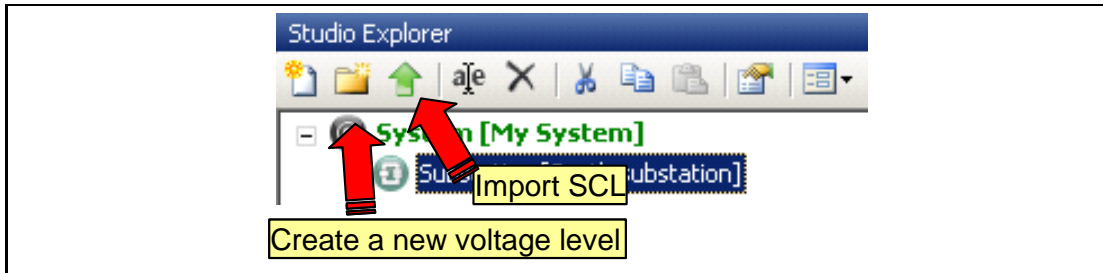 Studio Explorer
System [My System]
Import SCL
Create a new voltage level